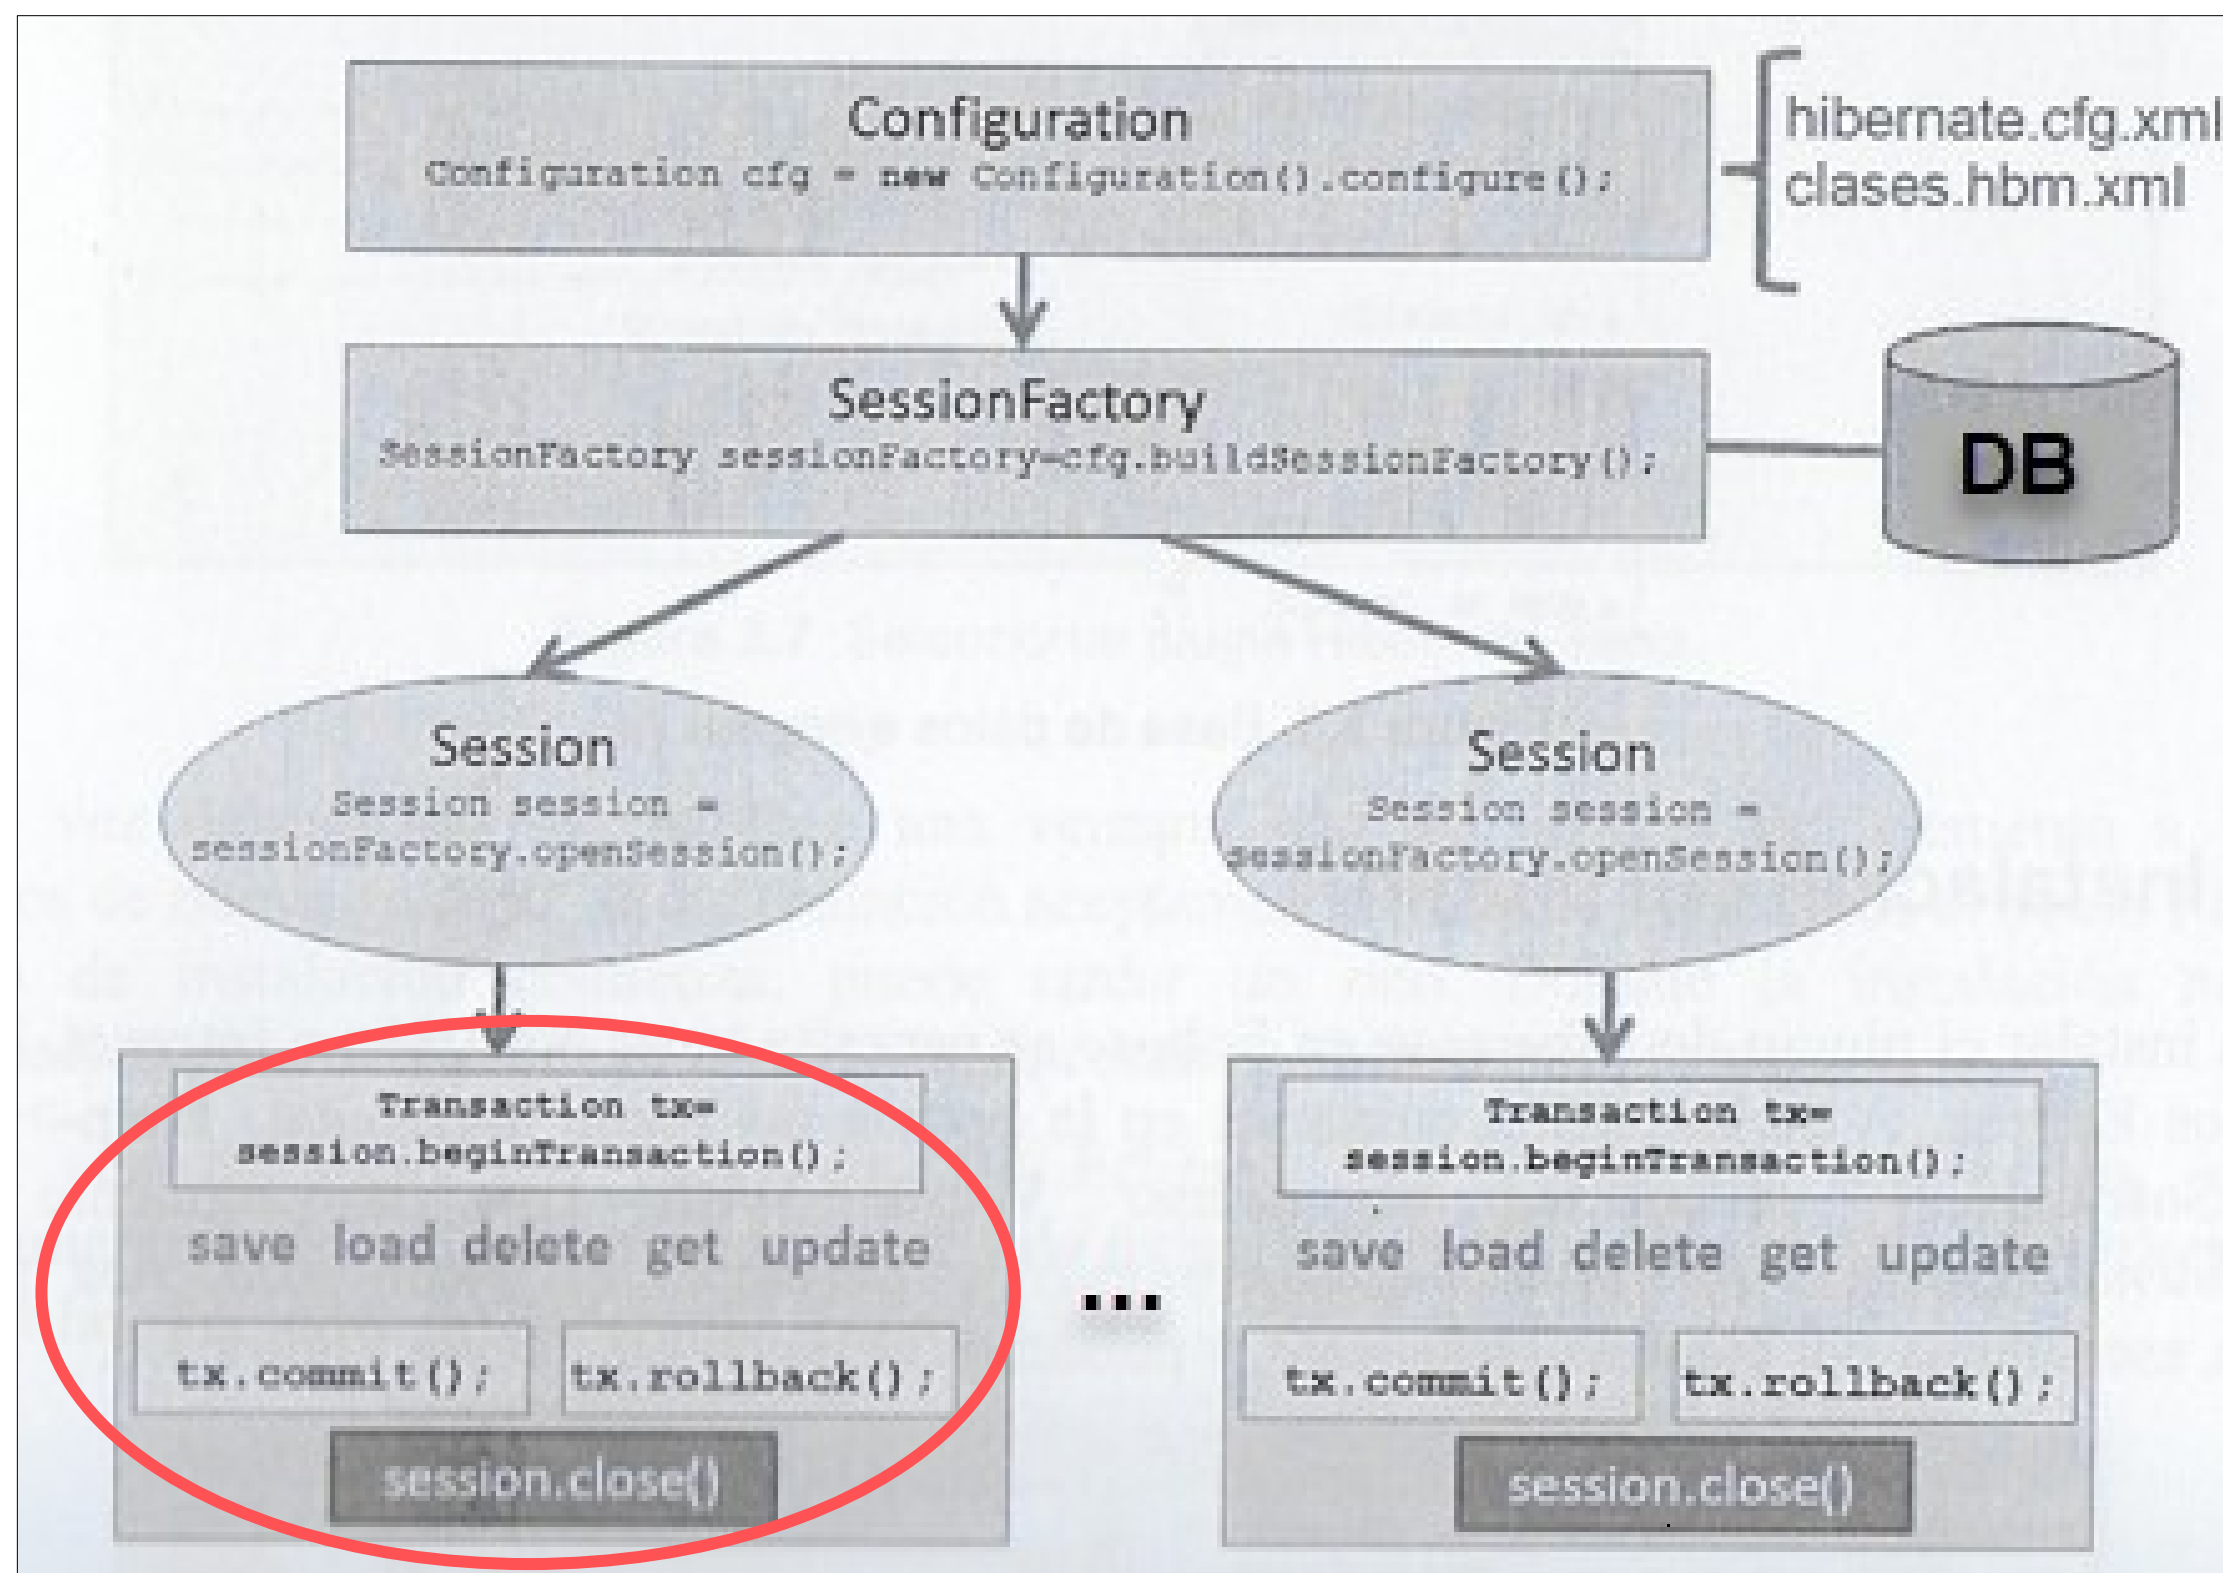 Configuration
Configuration cfg = new Configuration().configure();
hibernate.cfg.xml
clases.hbm.xml
SessionFactory
SessionFactory sessionFactory=cfg.buildSessionFactory();
DB
Session
Session session =
sessionFactory.openSession();
Session
Session session =
sessionFactory.openSession();
Transaction tx=
session.beginTransaction();
save load delete get update
tx.commit();
tx.rollback();
session.close()
...
Transaction tx=
session.beginTransaction();
save load delete get update
tx.commit();
tx.rollback();
session.close()